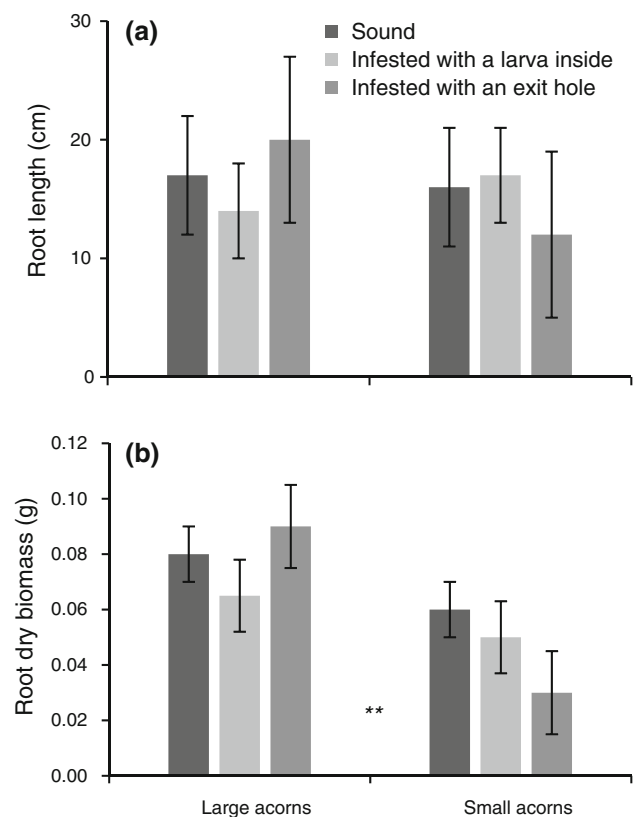 (a)
Sound
Infested with a larva inside
Infested with an exit hole
Root length (cm)
30
20
10
0
(b)
Root dry biomass (g)
0.12
0.10
0.08
0.06
0.04
0.02
0.00
**
Large acorns
Small acorns